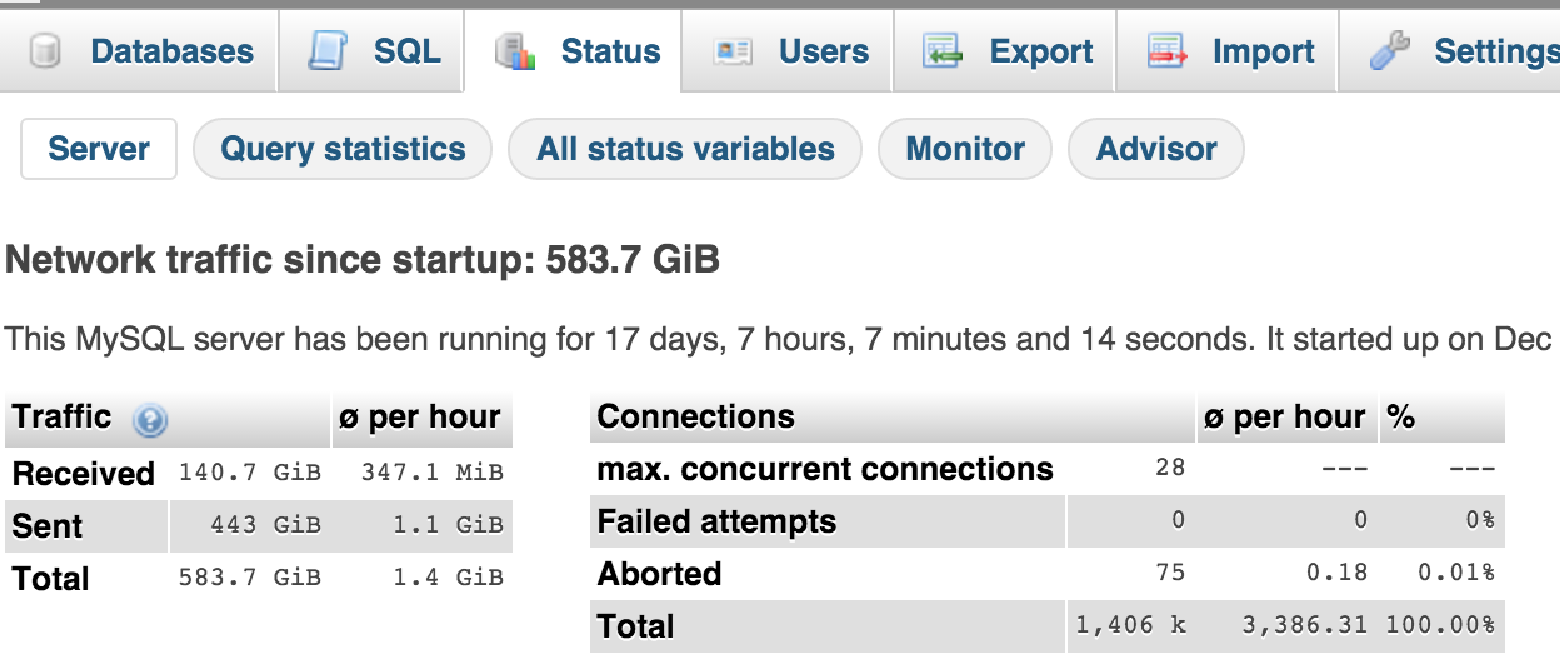 Databases SQL Status Users Export Import Settings
Server Query statistics All status variables Monitor Advisor
Network traffic since startup: 583.7 GiB
This MySQL server has been running for 17 days, 7 hours, 7 minutes and 14 seconds. It started up on Dec
Traffic ø per hour
Received 140.7 GiB 347.1 MiB
Sent 443 GiB 1.1 GiB
Total 583.7 GiB 1.4 GiB
Connections ø per hour %
max. concurrent connections 28 --- ---
Failed attempts 0 0 0%
Aborted 75 0.18 0.01%
Total 1,406 k 3,386.31 100.00%